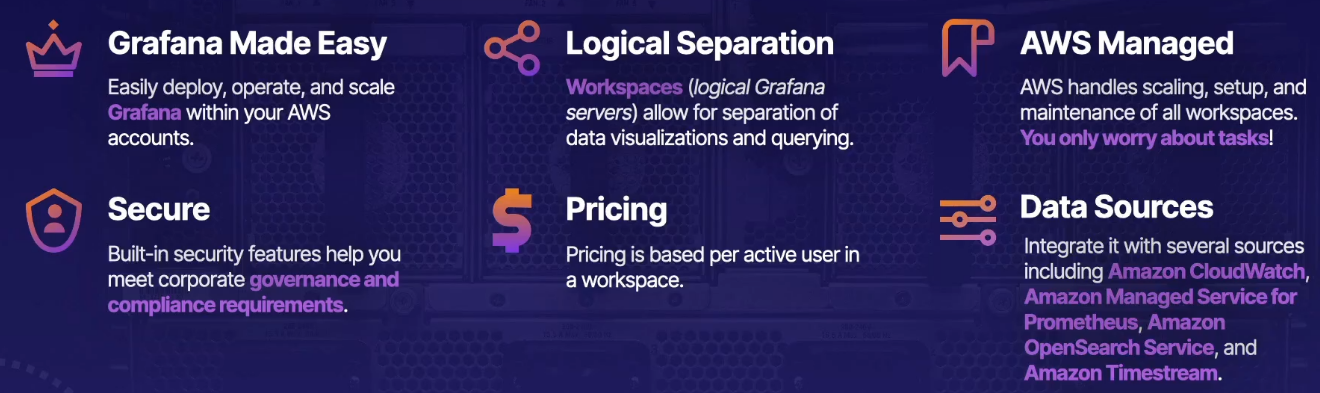 Grafana Made Easy
Easily deploy, operate, and scale
Grafana within your AWS
accounts.
Logical Separation
Workspaces (logical Grafana
servers) allow for separation of
data visualizations and querying.
AWS Managed
AWS handles scaling, setup, and
maintenance of all workspaces.
You only worry about tasks!
Secure
Built-in security features help you
meet corporate governance and
compliance requirements.
Pricing
Pricing is based per active user in
a workspace.
Data Sources
Integrate it with several sources
including Amazon CloudWatch,
Amazon Managed Service for
Prometheus, Amazon
OpenSearch Service, and
Amazon Timestream.